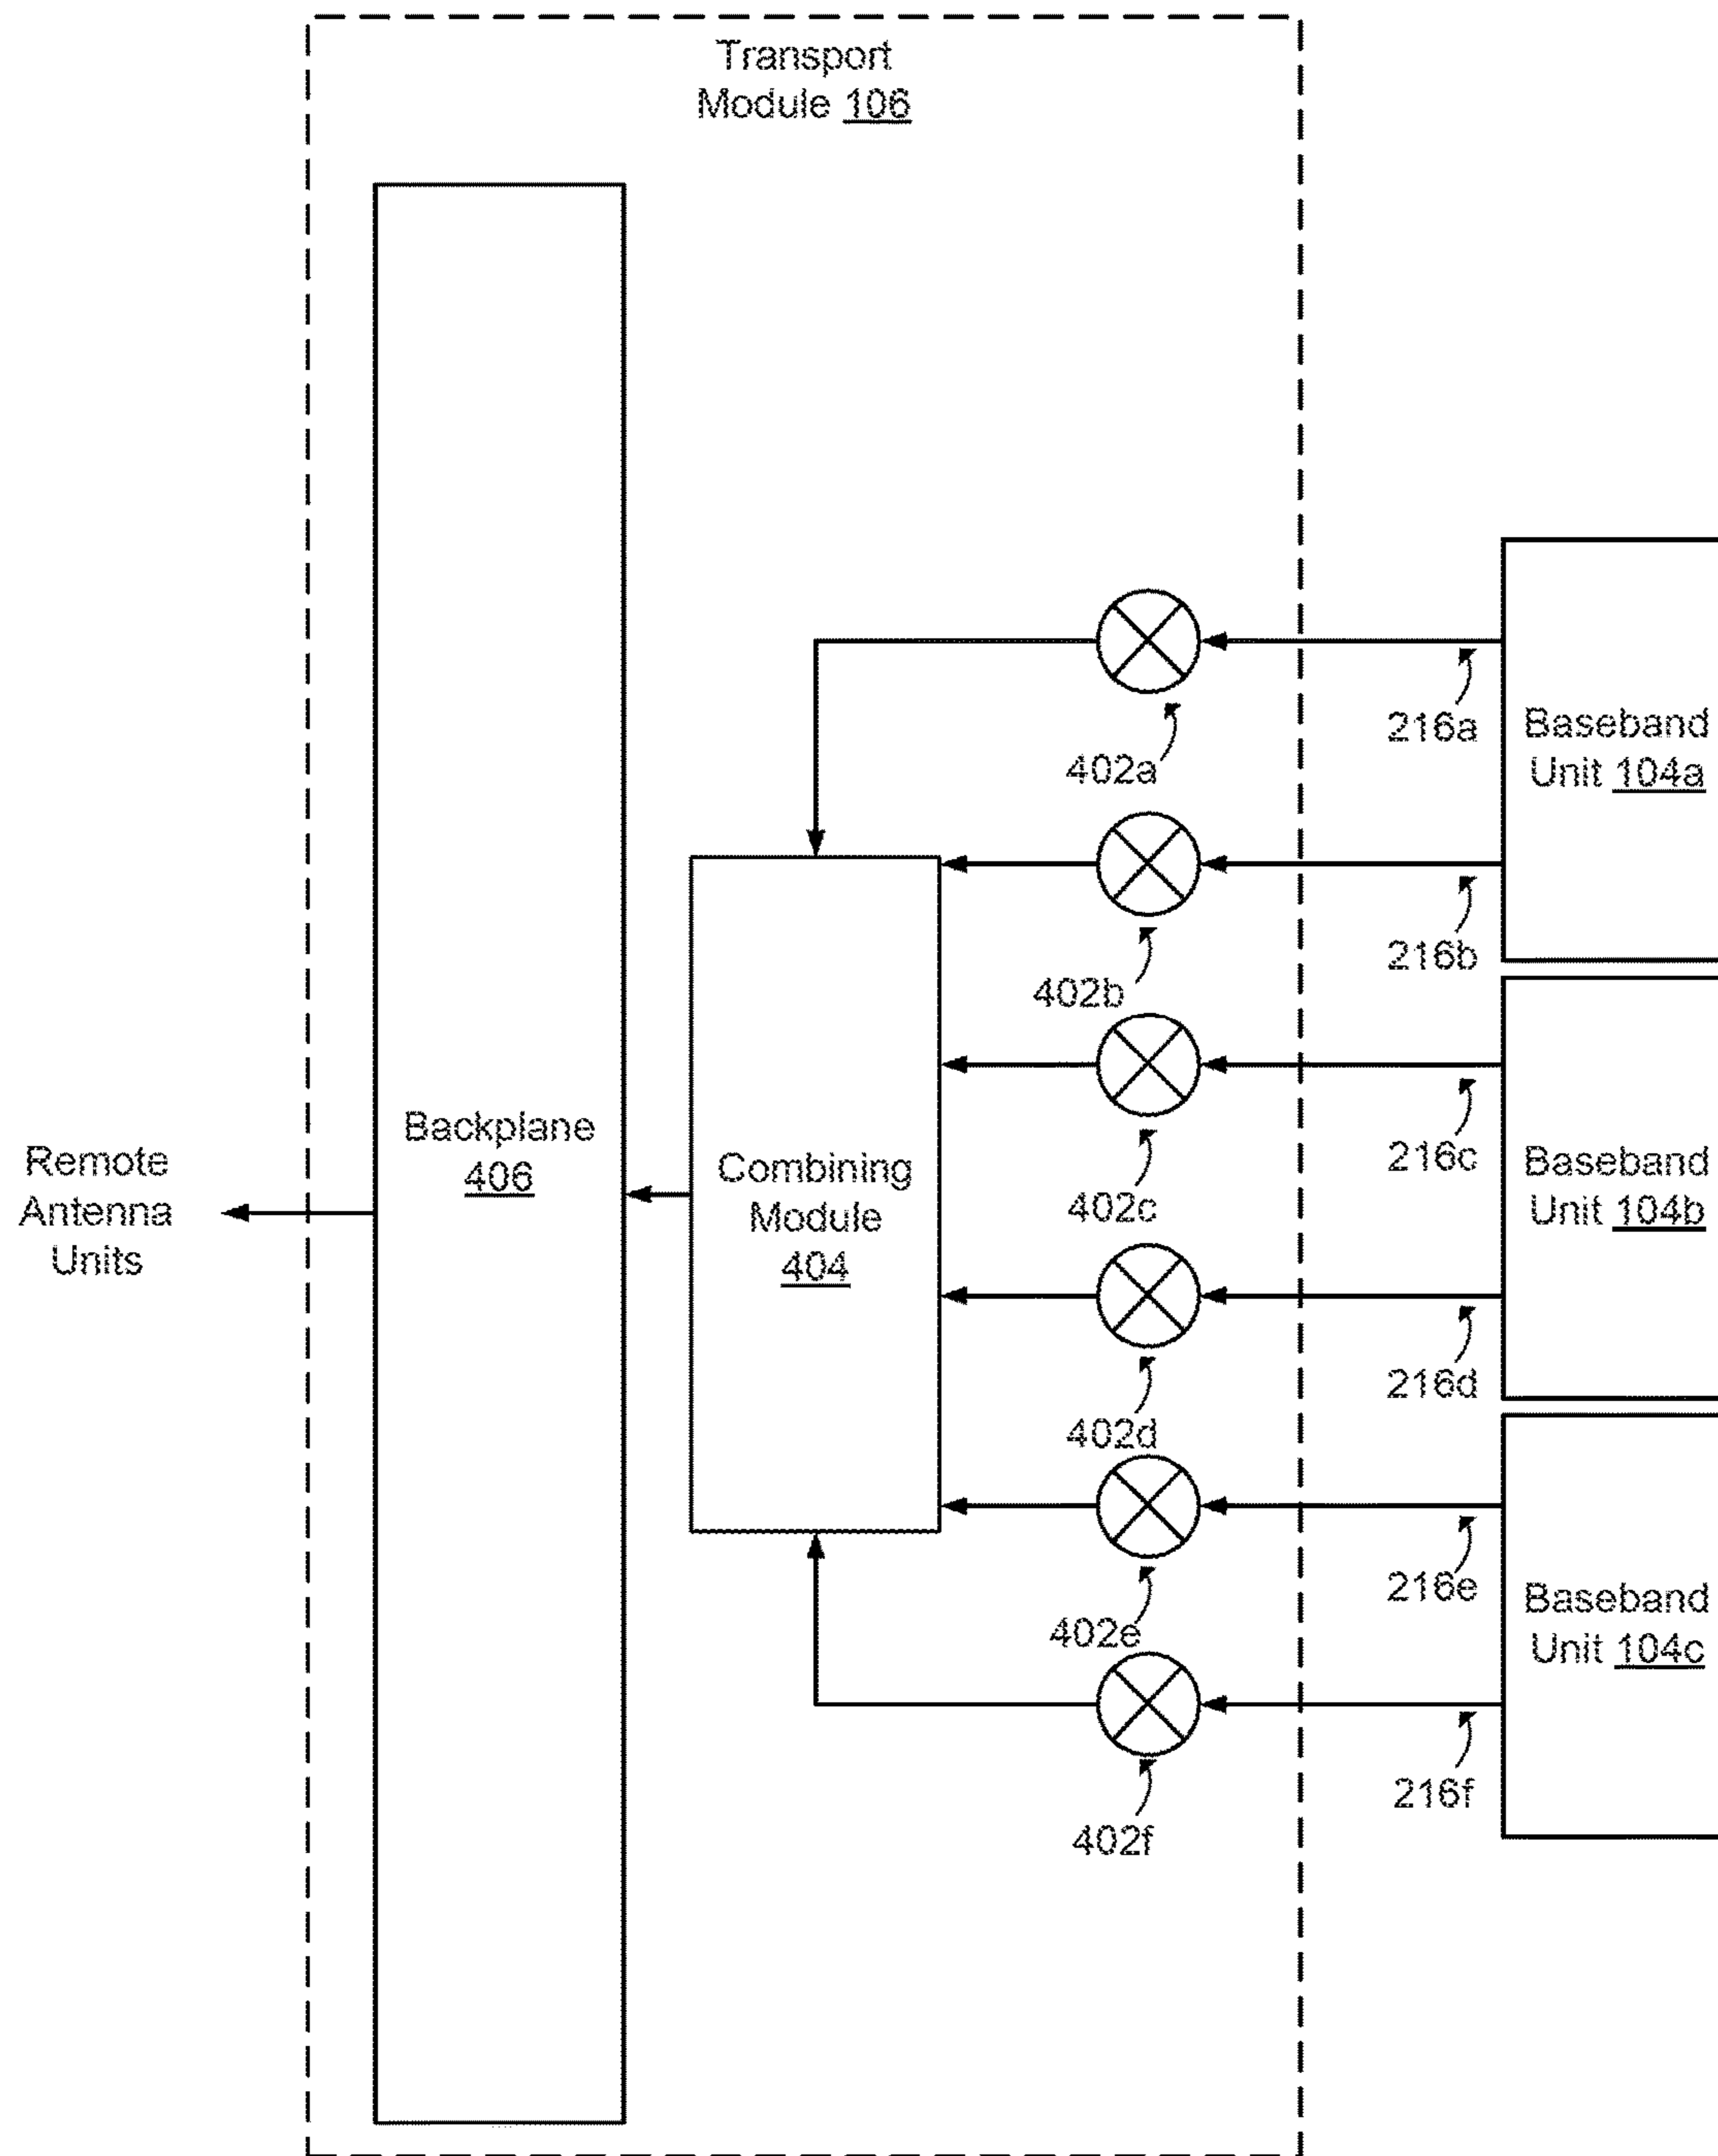 Transport
Module 106
216a
Baseband
Unit 104a
402a
216b
402b
216c
Baseband
Unit 104b
402c
Backplane
406
Combining
Module
404
Remote
Antenna
Units
216d
402d
216e
Baseband
Unit 104c
402e
216f
402f